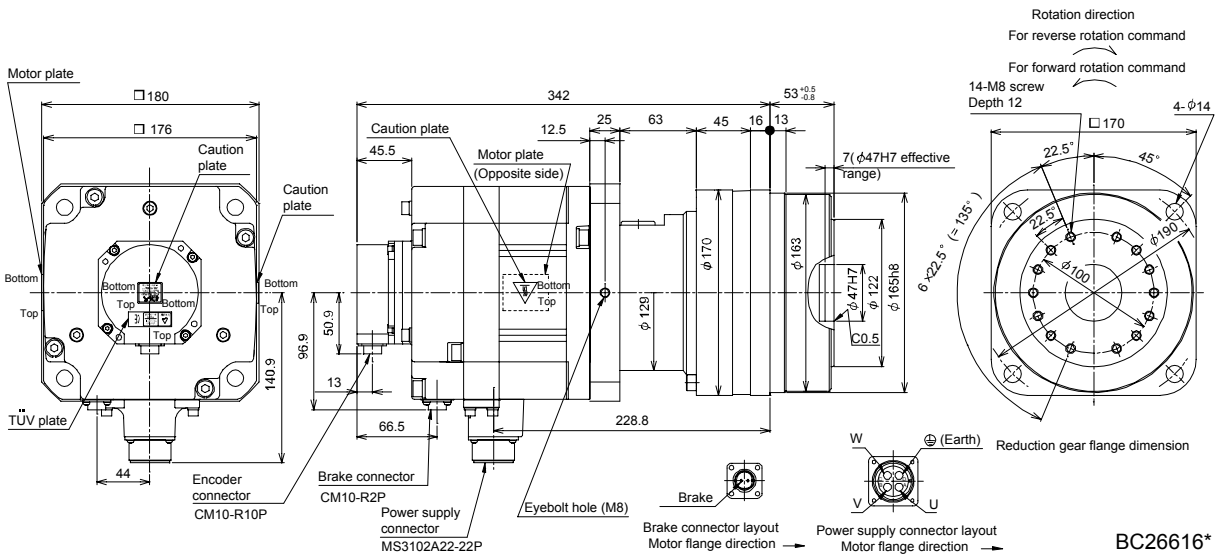 Rotation direction
For reverse rotation command
For forward rotation command
14-M8 screw
Depth 12
4-φ14
□170
22.5°
45°
22.5°
6 ×22.5° (= 135°)
φ190
φ100
Reduction gear flange dimension
Motor plate
□180
□176
Caution
plate
Caution
plate
Bottom
Top
Bottom
Top
Bottom
Top
Bottom
Top
TÜV plate
44
140.9
342
53 +0.5
-0.8
25
63
45
16
13
12.5
45.5
Caution plate
Motor plate
(Opposite side)
7(φ47H7 effective
range)
Bottom
Top
φ170
φ163
φ47H7
φ122
φ165h8
φ129
C0.5
50.9
96.9
13
66.5
228.8
Encoder
connector
CM10-R10P
Brake connector
CM10-R2P
Power supply
connector
MS3102A22-22P
Eyebolt hole (M8)
Brake
Brake connector layout
Motor flange direction
W
(Earth)
V
U
Power supply connector layout
Motor flange direction
BC26616*